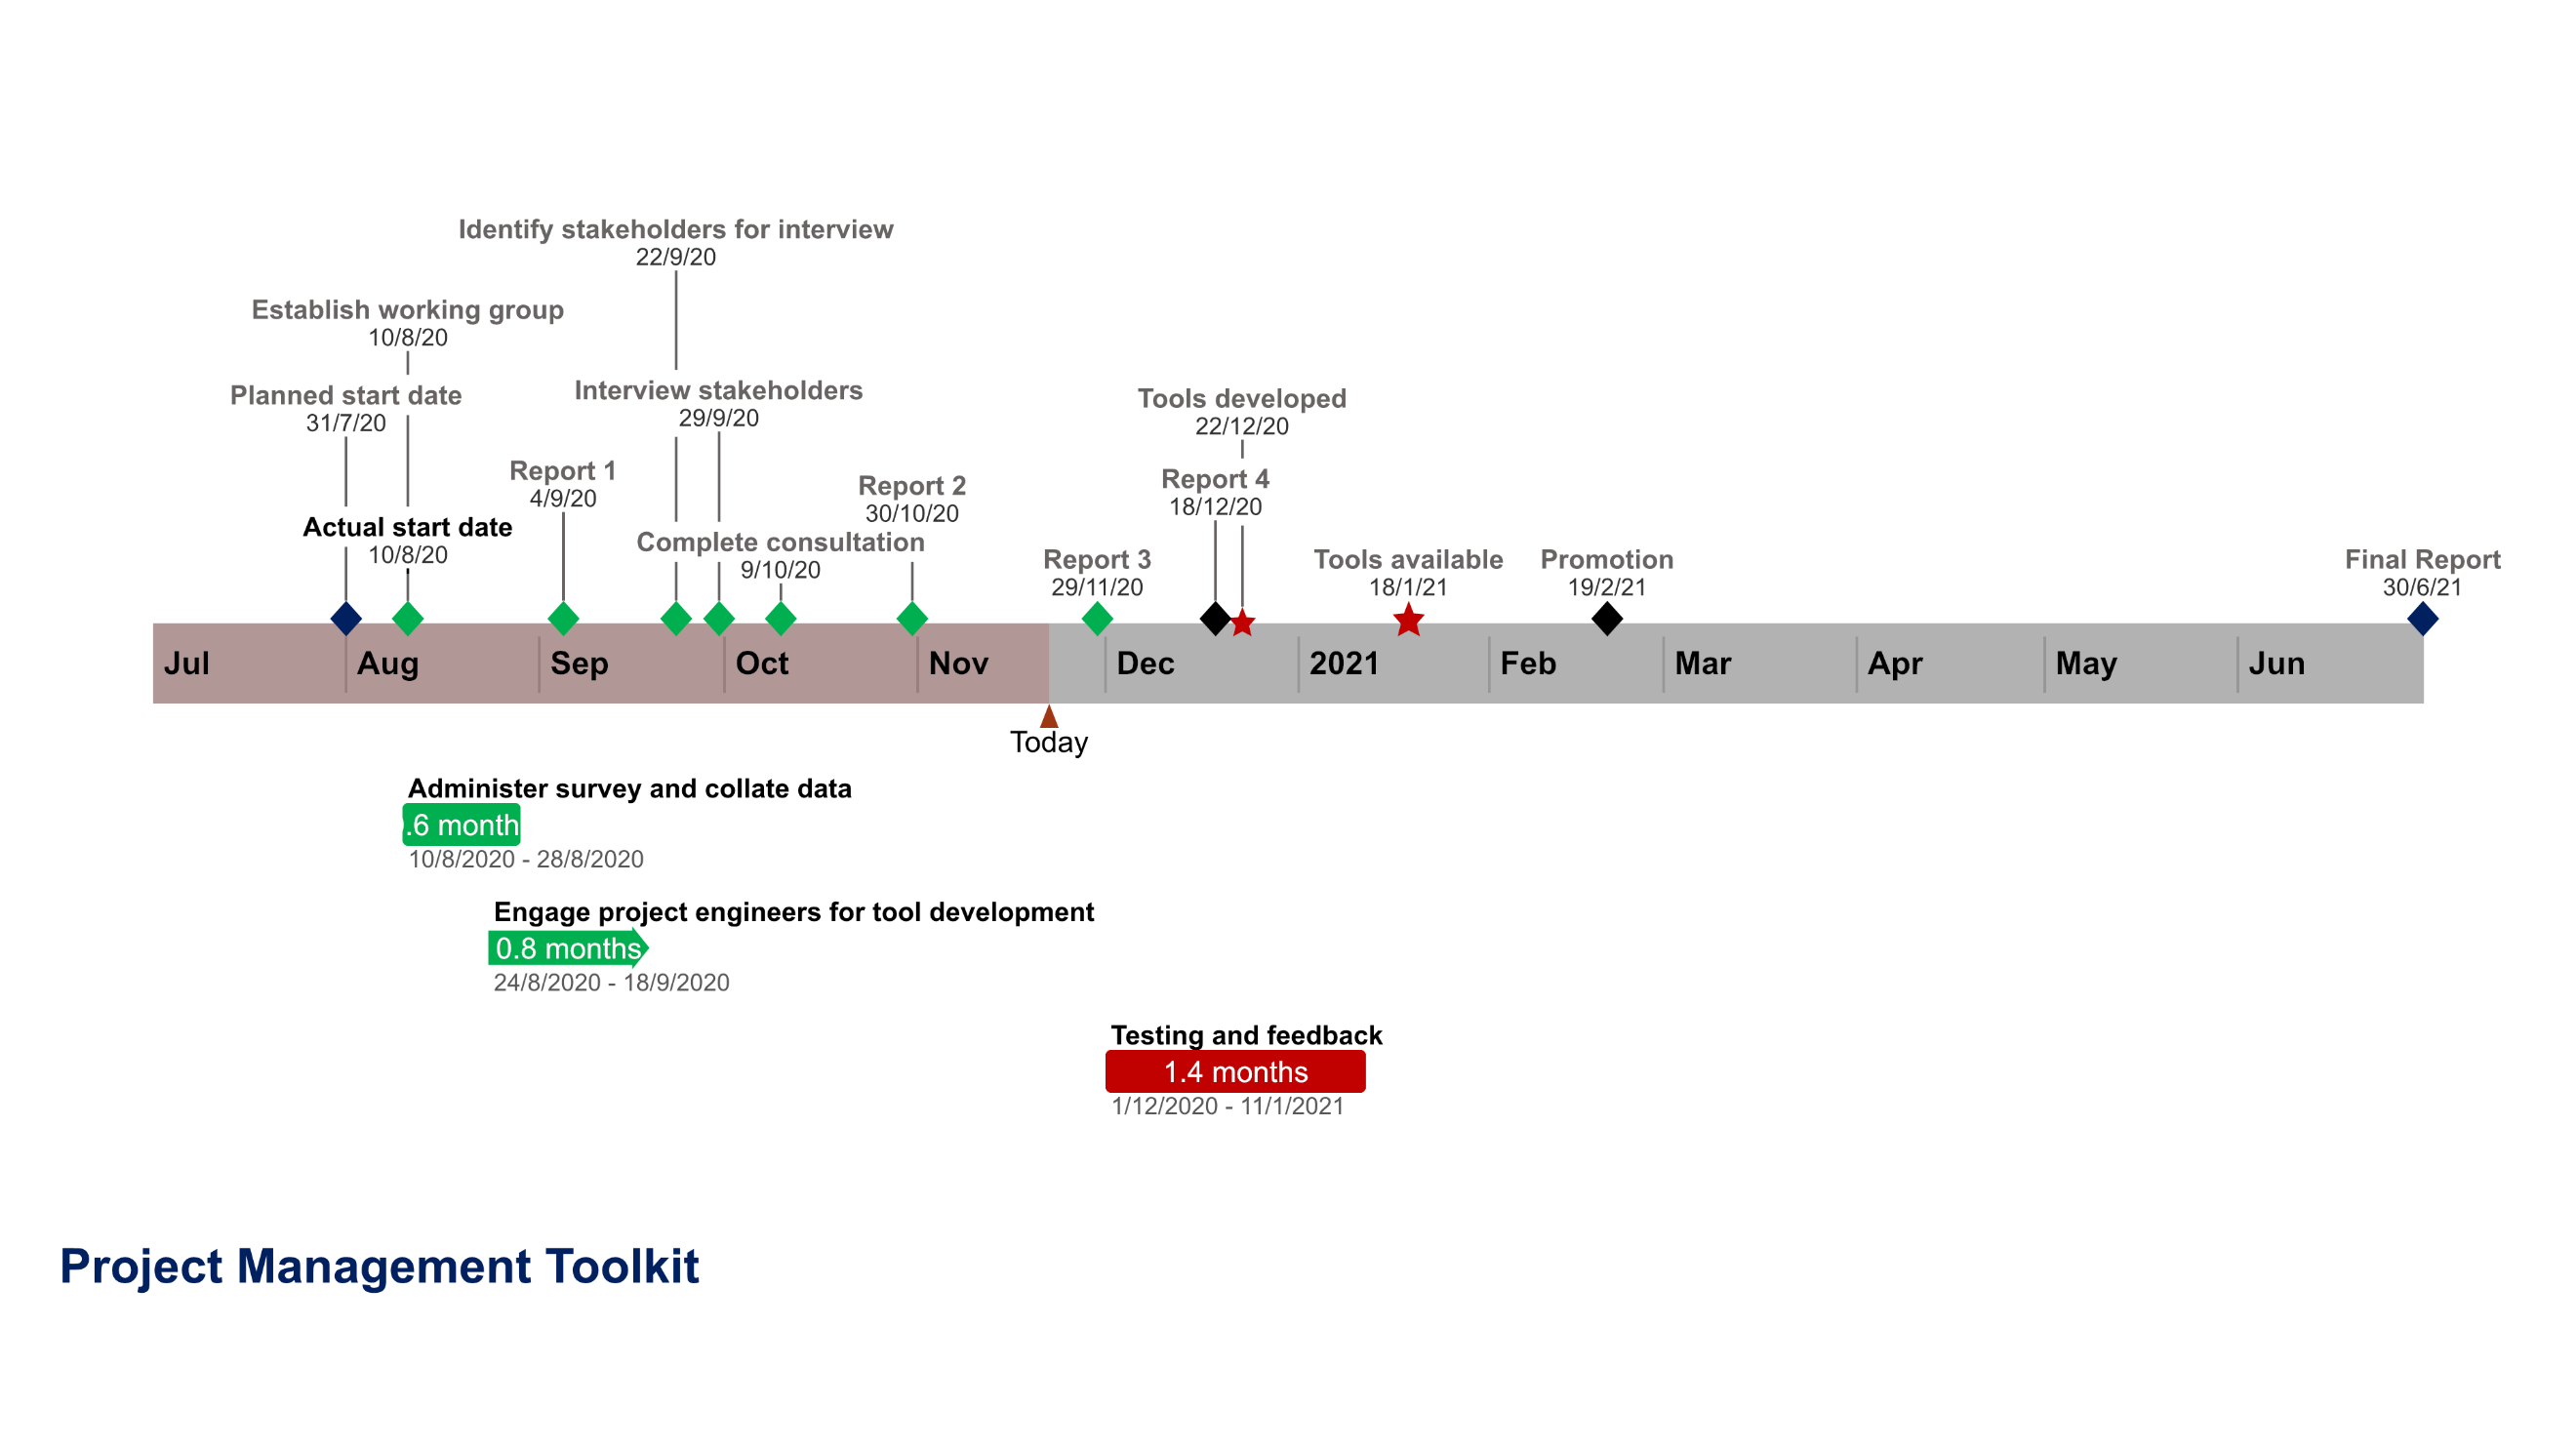 Identify stakeholders for interview
22/9/20
Establish working group
10/8/20
Planned start date
31/7/20
Interview stakeholders
29/9/20
Tools developed
22/12/20
Report 1
4/9/20
Report 4
18/12/20
Report 2
30/10/20
Actual start date
10/8/20
Complete consultation
9/10/20
Report 3
29/11/20
Tools available
18/1/21
Promotion
19/2/21
Final Report
30/6/21
Jul Aug Sep Oct Nov Dec 2021 Feb Mar Apr May Jun
Today
Administer survey and collate data
.6 month
10/8/2020 - 28/8/2020
Engage project engineers for tool development
0.8 months
24/8/2020 - 18/9/2020
Testing and feedback
1.4 months
1/12/2020 - 11/1/2021
Project Management Toolkit